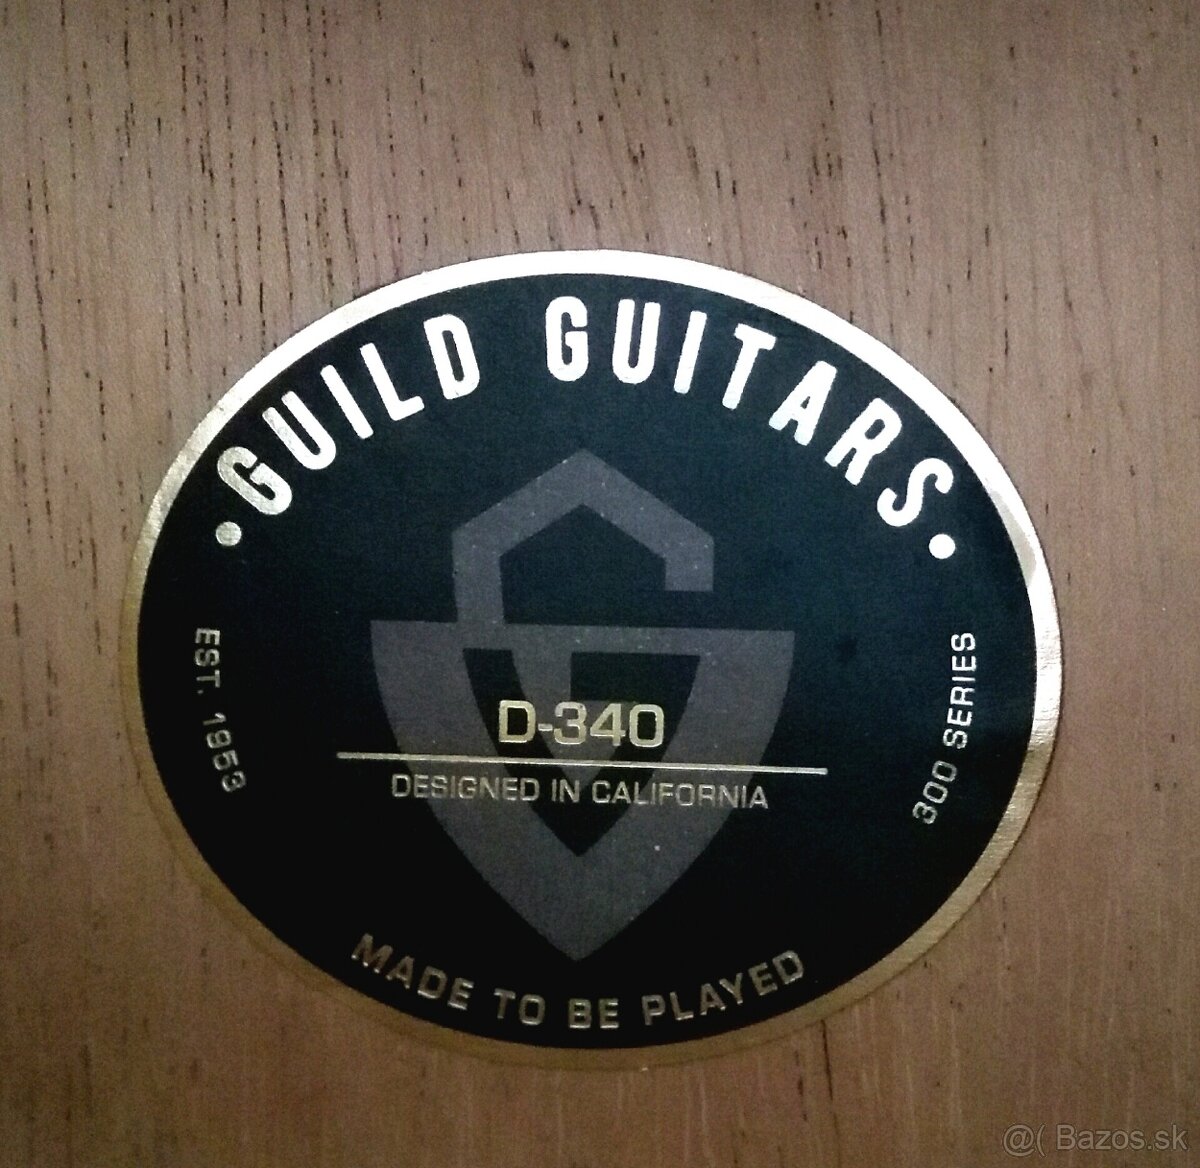 • GUILD GUITARS •
EST. 1953
300 SERIES
D-340
DESIGNED IN CALIFORNIA
MADE TO BE PLAYED
@( Bazos.sk